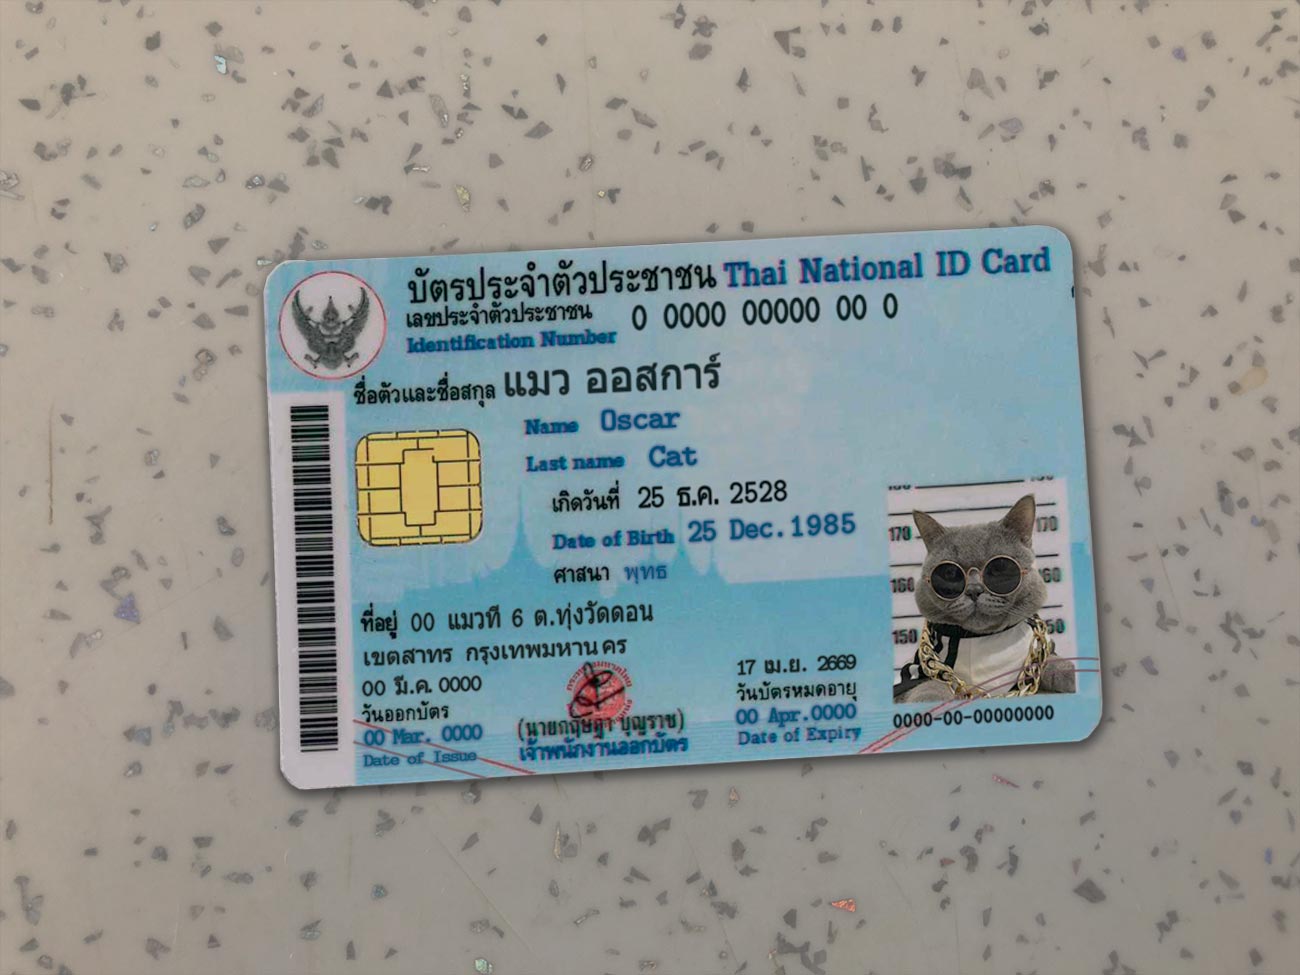 บัตรประจำตัวประชาชน Thai National ID Card
เลขประจำตัวประชาชน 0 0000 00000 00 0
Identification Number
ชื่อตัวและชื่อสกุล แมว ออสการ์
Name Oscar
Last name Cat
เกิดวันที่ 25 ธ.ค. 2528
Date of Birth 25 Dec.1985
ศาสนา พุทธ
ที่อยู่ 00 แมวที 6 ต.ทุ่งวัดดอน
เขตสาทร กรุงเทพมหานคร
00 มี.ค. 0000
วันออกบัตร
00 Mar. 0000
Date of Issue
(นายกฤษฎา บุญราช)
เจ้าพนักงานออกบัตร
17 เม.ย. 2669
วันบัตรหมดอายุ
00 Apr.0000
Date of Expiry
170 170
160 60
150 50
0000-00-00000000